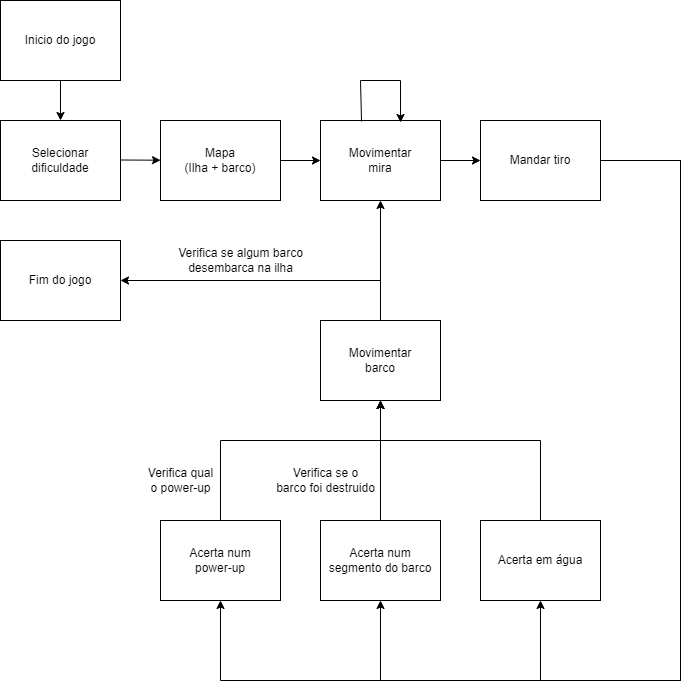 Inicio do jogo
Selecionar
dificuldade
Mapa
(Ilha + barco)
Movimentar
mira
Mandar tiro
Verifica se algum barco
desembarca na ilha
Fim do jogo
Movimentar
barco
Verifica qual
o power-up
Verifica se o
barco foi destruido
Acerta num
power-up
Acerta num
segmento do barco
Acerta em água